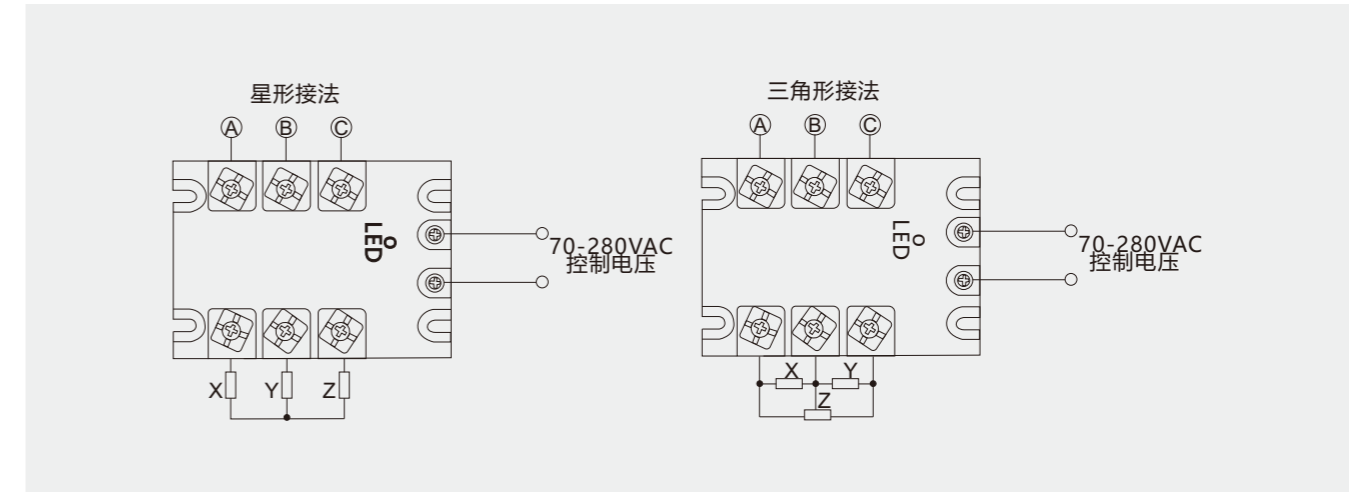 星形接法
A B C
LED
70-280VAC
控制电压
X Y Z
三角形接法
A B C
LED
70-280VAC
控制电压
X Y
Z